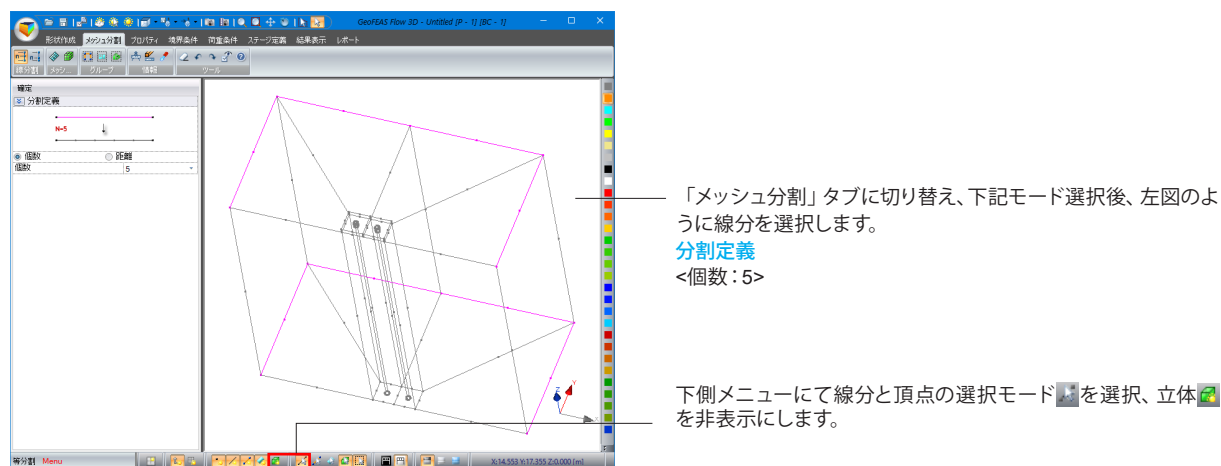 GeoFEAS Flow 3D - Untitled [P - 1] [BC - 1]
形状作成 メッシュ分割 プロパティ 境界条件 荷重条件 ステージ定義 結果表示 レポート
線分割 メッシ... グループ 情報 ツール
確定
分割定義
N=5
個数 距離
個数 5
「メッシュ分割」タブに切り替え、下記モード選択後、左図のよ
うに線分を選択します。
分割定義
<個数：5>
Z Y X
下側メニューにて線分と頂点の選択モードを選択、立体
を非表示にします。
等分割 Menu
X:14.553 Y:17.355 Z:0.000 [m]